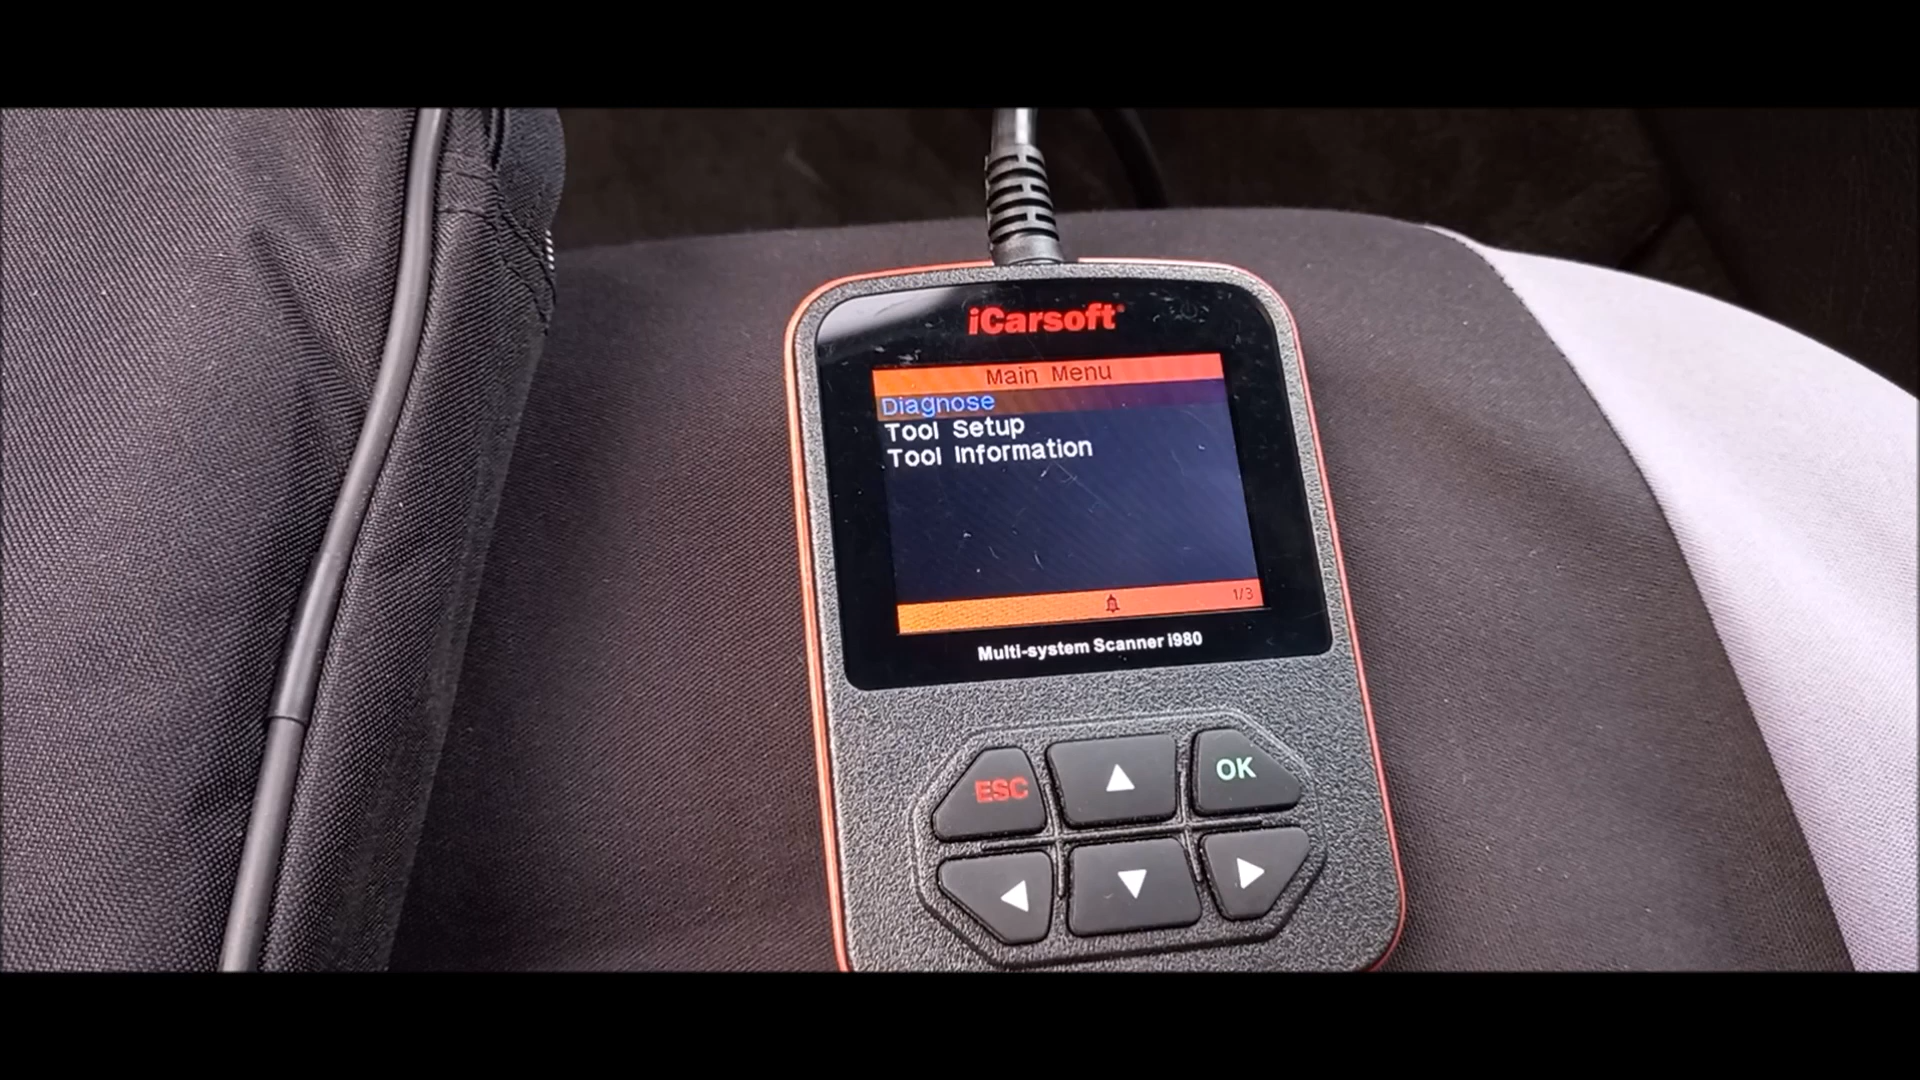 iCarsoft
Main Menu
Diagnose
Tool Setup
Tool Information
1/3
Multi-system Scanner i980
ESC
OK